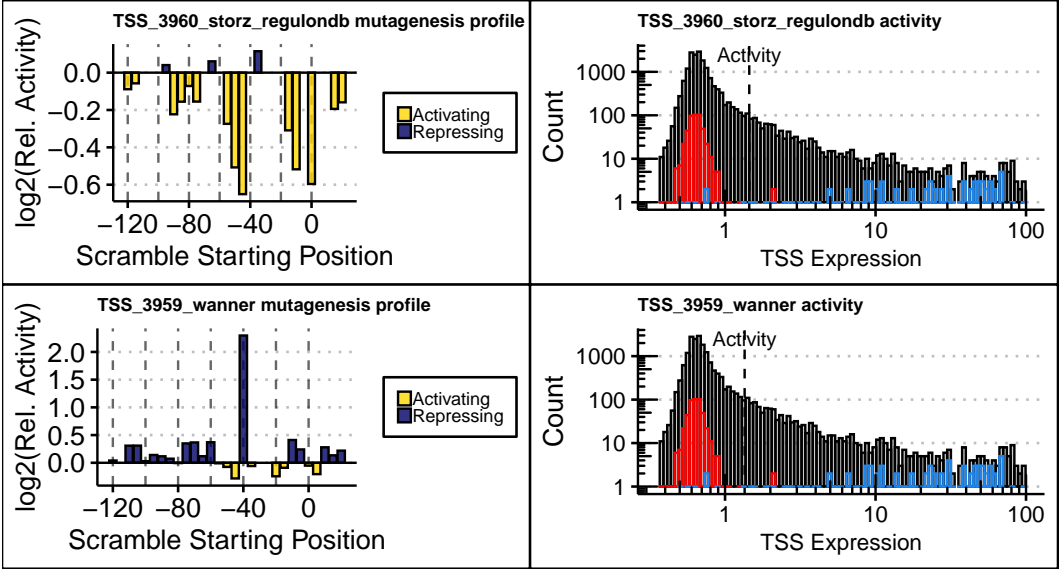 TSS_3960_storz_regulondb mutagenesis profile
log2(Rel. Activity)
0.0
−0.2
−0.4
−0.6
−120
−80
−40
0
Scramble Starting Position
Activating
Repressing
TSS_3960_storz_regulondb activity
Activity
Count
1000
100
10
1
1
10
100
TSS Expression
TSS_3959_wanner mutagenesis profile
log2(Rel. Activity)
2.0
1.5
1.0
0.5
0.0
−120
−80
−40
0
Scramble Starting Position
Activating
Repressing
TSS_3959_wanner activity
Activity
Count
1000
100
10
1
1
10
100
TSS Expression